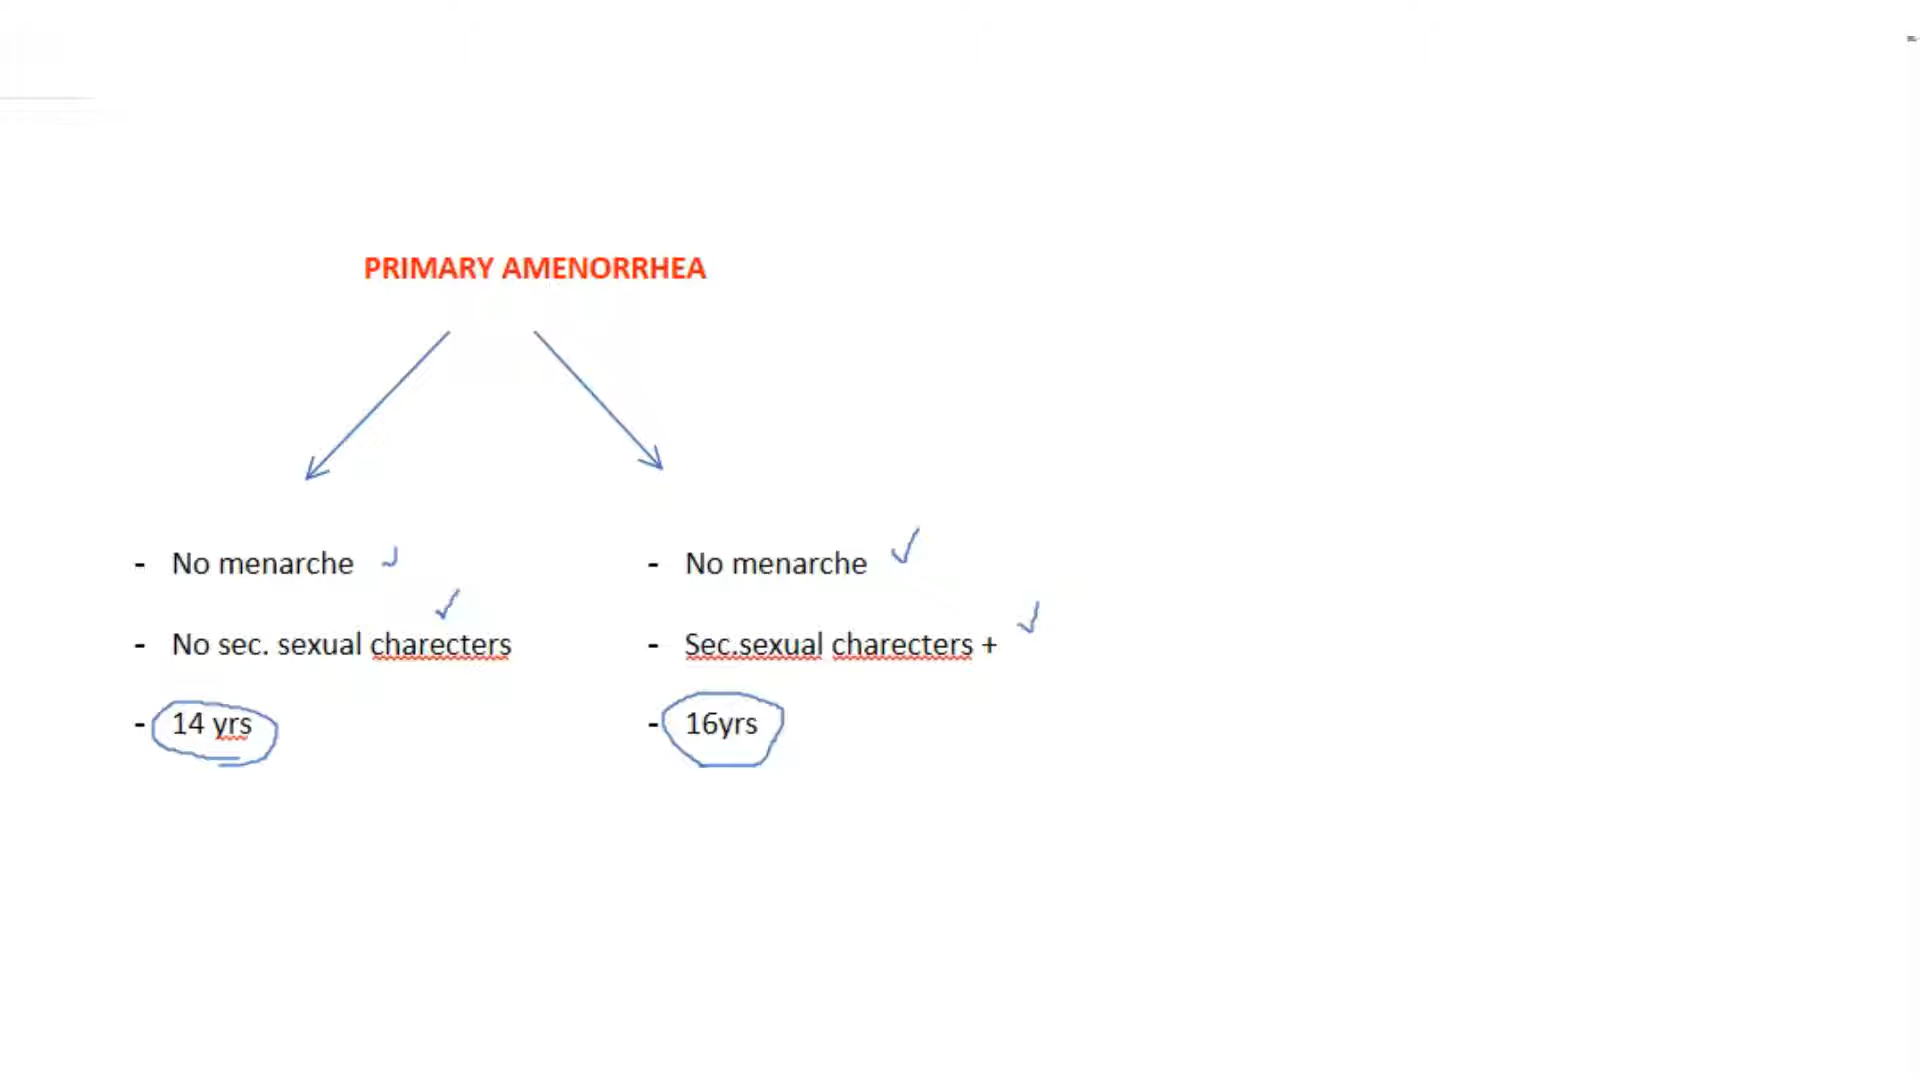 PRIMARY AMENORRHEA
- No menarche
- No sec. sexual charecters
- 14 yrs
- No menarche
- Sec.sexual charecters +
- 16yrs